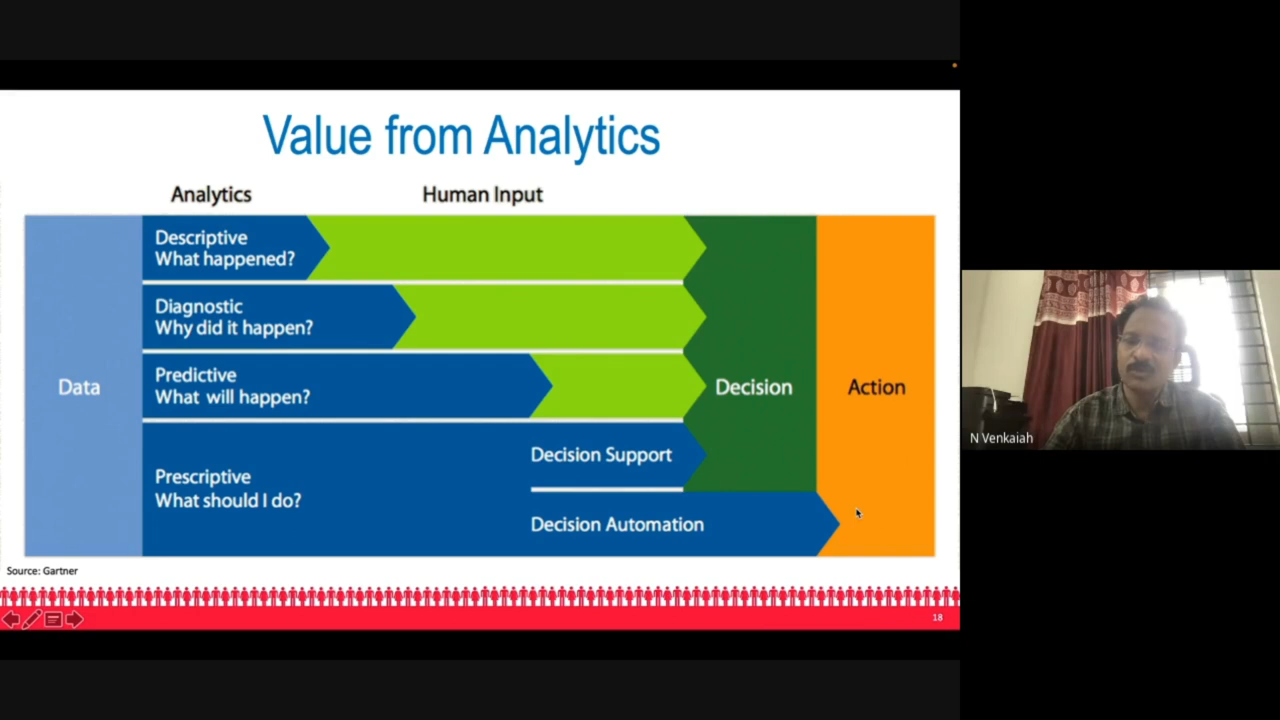 Value from Analytics
Analytics
Human Input
Descriptive
What happened?
Diagnostic
Why did it happen?
Predictive
What will happen?
Prescriptive
What should I do?
Decision Support
Decision Automation
Data
Decision
Action
Source: Gartner
18
N Venkaiah